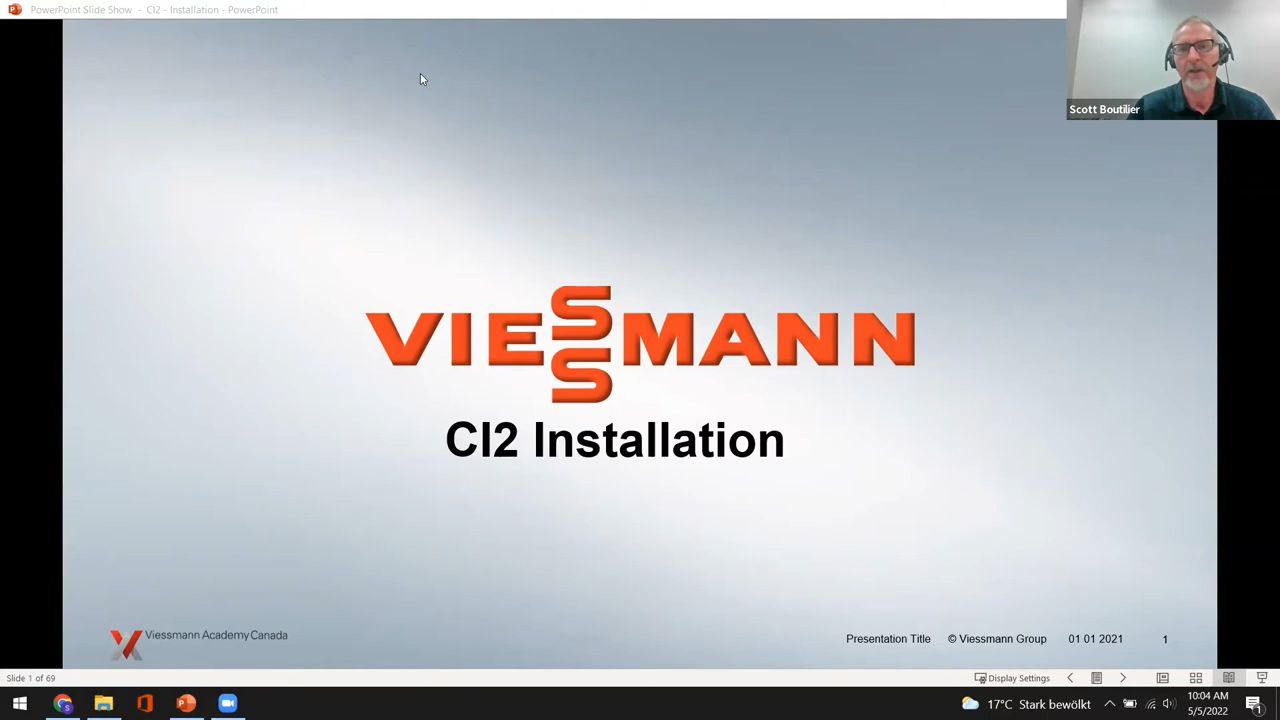 PowerPoint Slide Show - CI2 - Installation - PowerPoint
Scott Boutilier
VIESSMANN
CI2 Installation
Viessmann Academy Canada
Presentation Title © Viessmann Group 01 01 2021 1
Slide 1 of 69
Display Settings
17°C Stark bewölkt
10:04 AM
5/5/2022
1